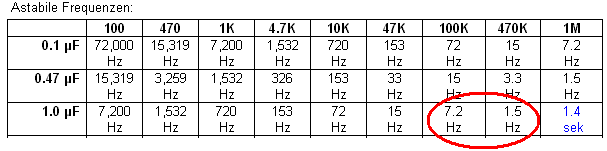 Astabile Frequenzen:
100 470 1K 4.7K 10K 47K 100K 470K 1M
0.1 µF 72,000 Hz 15,319 Hz 7,200 Hz 1,532 Hz 720 Hz 153 Hz 72 Hz 15 Hz 7.2 Hz
0.47 µF 15,319 Hz 3,259 Hz 1,532 Hz 326 Hz 153 Hz 33 Hz 15 Hz 3.3 Hz 1.5 Hz
1.0 µF 7,200 Hz 1,532 Hz 720 Hz 153 Hz 72 Hz 15 Hz 7.2 Hz 1.5 Hz 1.4 sek